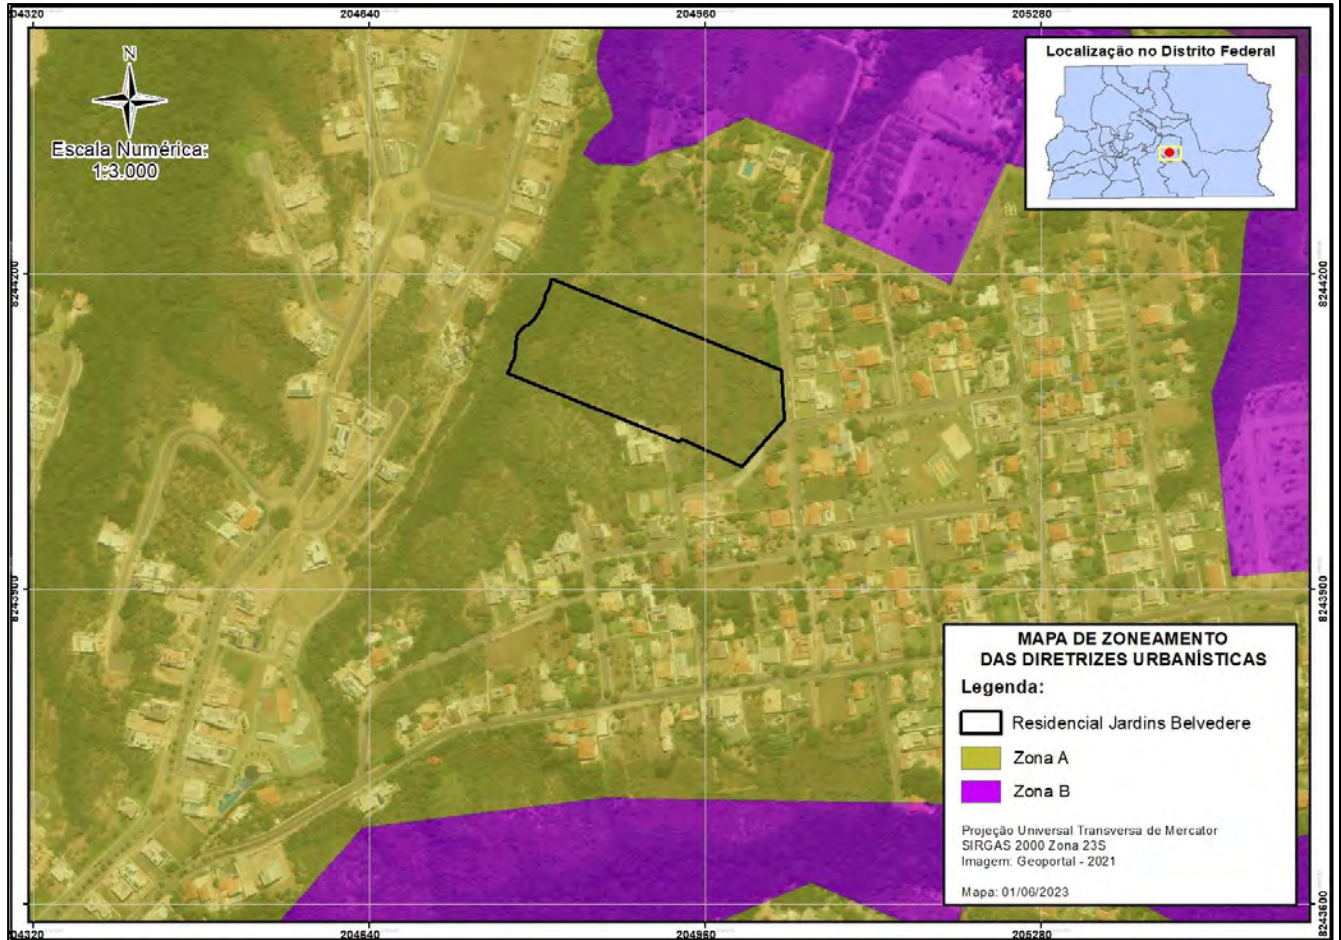 204320 204640 204960 205280
N
Escala Numérica:
1:3.000
Localização no Distrito Federal
8244200 8244200
8243900 8243900
MAPA DE ZONEAMENTO
DAS DIRETRIZES URBANÍSTICAS
Legenda:
Residencial Jardins Belvedere
Zona A
Zona B
Projeção Universal Transversa de Mercator
SIRGAS 2000 Zona 23S
Imagem: Geoportal - 2021
Mapa: 01/06/2023
8243600 8243600
204320 204640 204960 205280